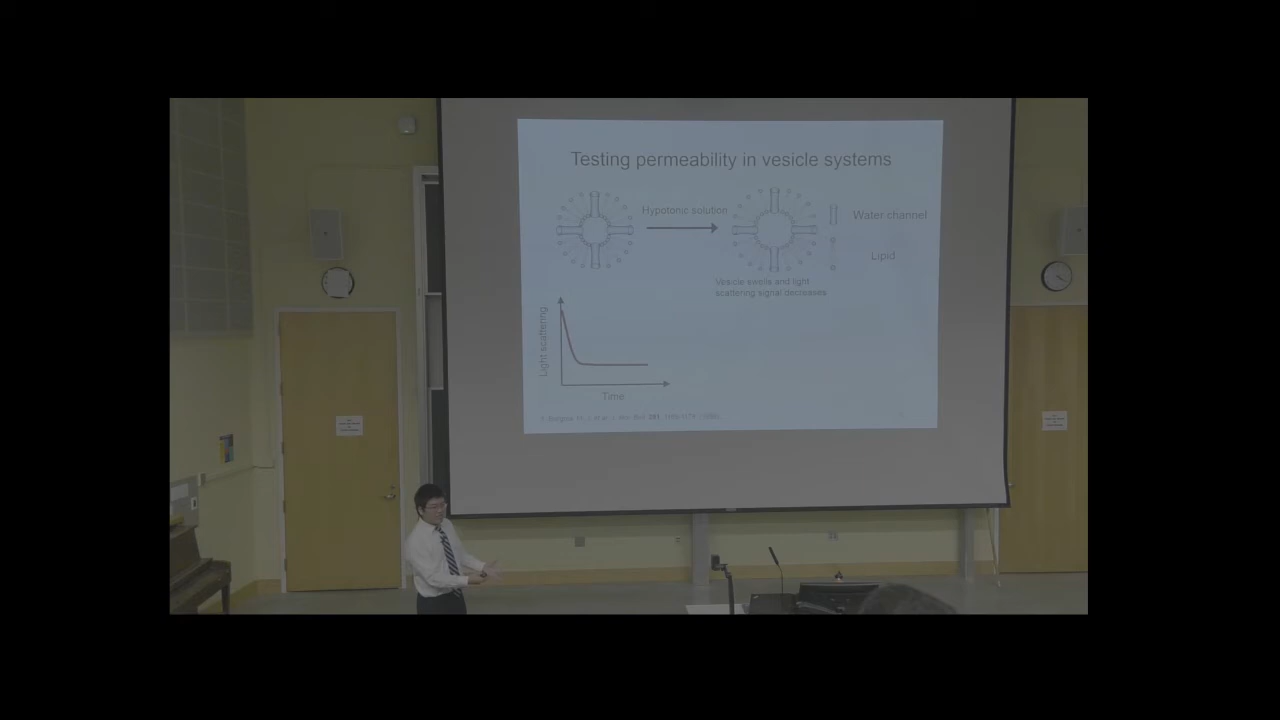 Testing permeability in vesicle systems
Hypotonic solution
Water channel
Lipid
Vesicle swells and light
scattering signal decreases
Light scattering
Time